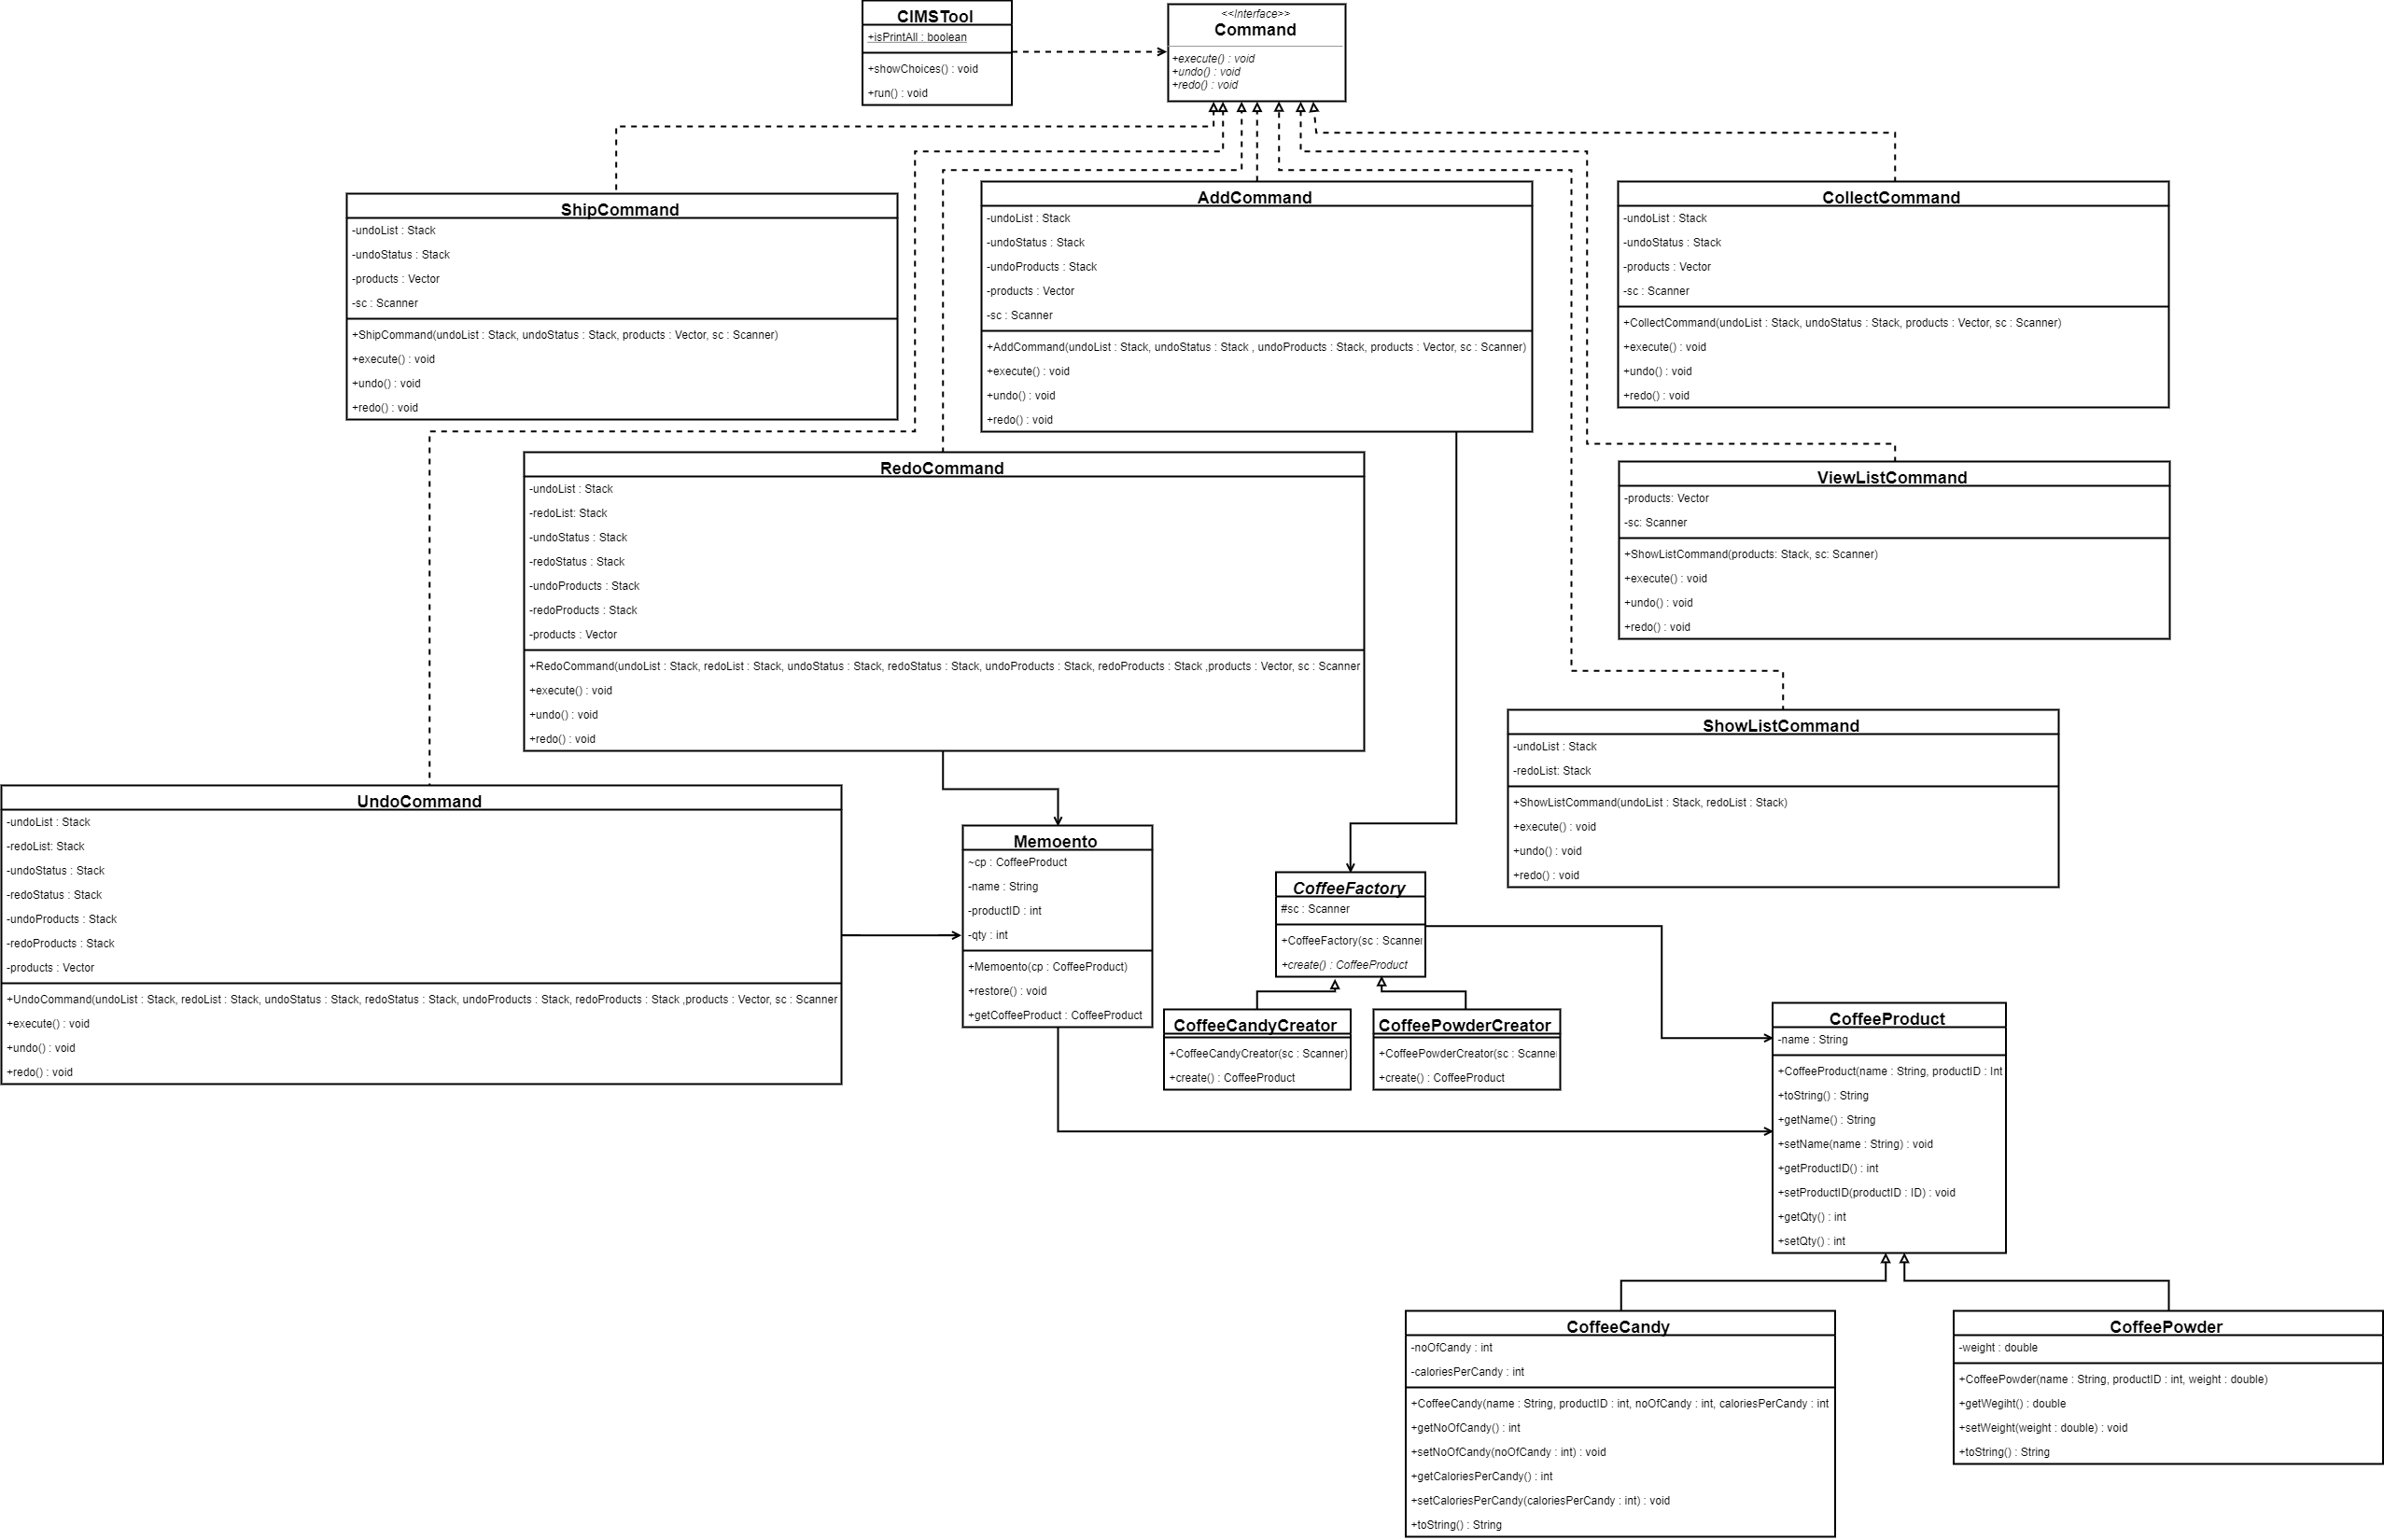 CIMSTool
+isPrintAll : boolean
+showChoices() : void
+run() : void
<<Interface>>
Command
+execute() : void
+undo() : void
+redo() : void
ShipCommand
-undoList : Stack
-undoStatus : Stack
-products : Vector
-sc : Scanner
+ShipCommand(undoList : Stack, undoStatus : Stack, products : Vector, sc : Scanner)
+execute() : void
+undo() : void
+redo() : void
AddCommand
-undoList : Stack
-undoStatus : Stack
-undoProducts : Stack
-products : Vector
-sc : Scanner
+AddCommand(undoList : Stack, undoStatus : Stack , undoProducts : Stack, products : Vector, sc : Scanner)
+execute() : void
+undo() : void
+redo() : void
CollectCommand
-undoList : Stack
-undoStatus : Stack
-products : Vector
-sc : Scanner
+CollectCommand(undoList : Stack, undoStatus : Stack, products : Vector, sc : Scanner)
+execute() : void
+undo() : void
+redo() : void
RedoCommand
-undoList : Stack
-redoList: Stack
-undoStatus : Stack
-redoStatus : Stack
-undoProducts : Stack
-redoProducts : Stack
-products : Vector
+RedoCommand(undoList : Stack, redoList : Stack, undoStatus : Stack, redoStatus : Stack, undoProducts : Stack, redoProducts : Stack ,products : Vector, sc : Scanner
+execute() : void
+undo() : void
+redo() : void
ViewListCommand
-products: Vector
-sc: Scanner
+ShowListCommand(products: Stack, sc: Scanner)
+execute() : void
+undo() : void
+redo() : void
ShowListCommand
-undoList : Stack
-redoList: Stack
+ShowListCommand(undoList : Stack, redoList : Stack)
+execute() : void
+undo() : void
+redo() : void
UndoCommand
-undoList : Stack
-redoList: Stack
-undoStatus : Stack
-redoStatus : Stack
-undoProducts : Stack
-redoProducts : Stack
-products : Vector
+UndoCommand(undoList : Stack, redoList : Stack, undoStatus : Stack, redoStatus : Stack, undoProducts : Stack, redoProducts : Stack ,products : Vector, sc : Scanner
+execute() : void
+undo() : void
+redo() : void
Memoento
~cp : CoffeeProduct
-name : String
-productID : int
-qty : int
+Memoento(cp : CoffeeProduct)
+restore() : void
+getCoffeeProduct : CoffeeProduct
CoffeeFactory
#sc : Scanner
+CoffeeFactory(sc : Scanner
+create() : CoffeeProduct
CoffeeCandyCreator
+CoffeeCandyCreator(sc : Scanner)
+create() : CoffeeProduct
CoffeePowderCreator
+CoffeePowderCreator(sc : Scanne
+create() : CoffeeProduct
CoffeeProduct
-name : String
+CoffeeProduct(name : String, productID : Int
+toString() : String
+getName() : String
+setName(name : String) : void
+getProductID() : int
+setProductID(productID : ID) : void
+getQty() : int
+setQty() : int
CoffeeCandy
-noOfCandy : int
-caloriesPerCandy : int
+CoffeeCandy(name : String, productID : int, noOfCandy : int, caloriesPerCandy : int
+getNoOfCandy() : int
+setNoOfCandy(noOfCandy : int) : void
+getCaloriesPerCandy() : int
+setCaloriesPerCandy(caloriesPerCandy : int) : void
+toString() : String
CoffeePowder
-weight : double
+CoffeePowder(name : String, productID : int, weight : double)
+getWegiht() : double
+setWeight(weight : double) : void
+toString() : String